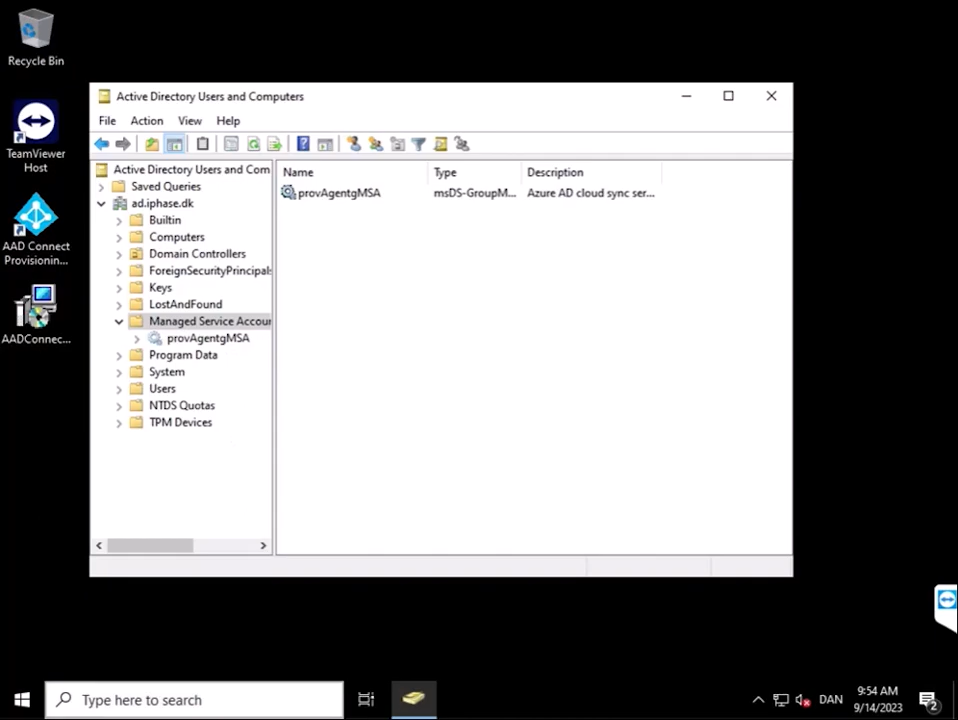 Recycle Bin
TeamViewer
Host
AAD Connect
Provisionin...
AADConnec...
Active Directory Users and Computers
File Action View Help
Active Directory Users and Com
Saved Queries
ad.iphase.dk
Builtin
Computers
Domain Controllers
ForeignSecurityPrincipals
Keys
LostAndFound
Managed Service Accour
provAgentgMSA
Program Data
System
Users
NTDS Quotas
TPM Devices
Name Type Description
provAgentgMSA msDS-GroupM... Azure AD cloud sync ser...
Type here to search
DAN
9:54 AM
9/14/2023
2